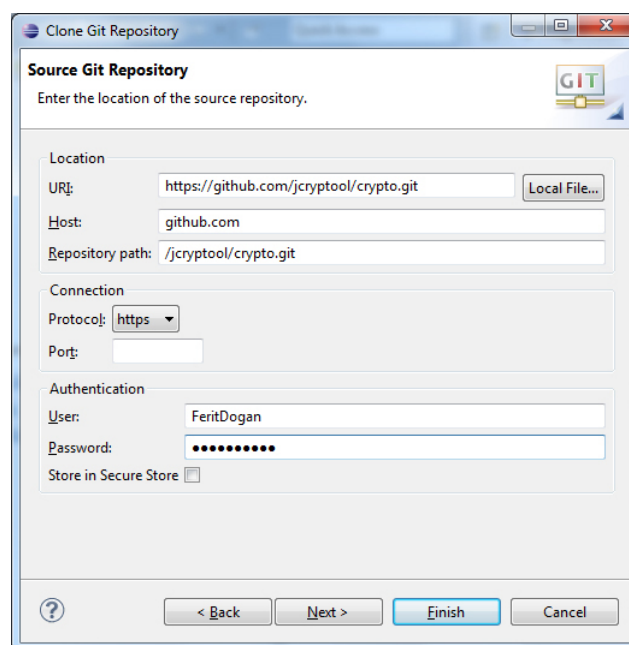 Clone Git Repository
Source Git Repository
Enter the location of the source repository.
GIT
Location
URI: https://github.com/jcryptool/crypto.git Local File...
Host: github.com
Repository path: /jcryptool/crypto.git
Connection
Protocol: https
Port:
Authentication
User: FeritDogan
Password: ●●●●●●●●●●
Store in Secure Store
< Back Next > Finish Cancel